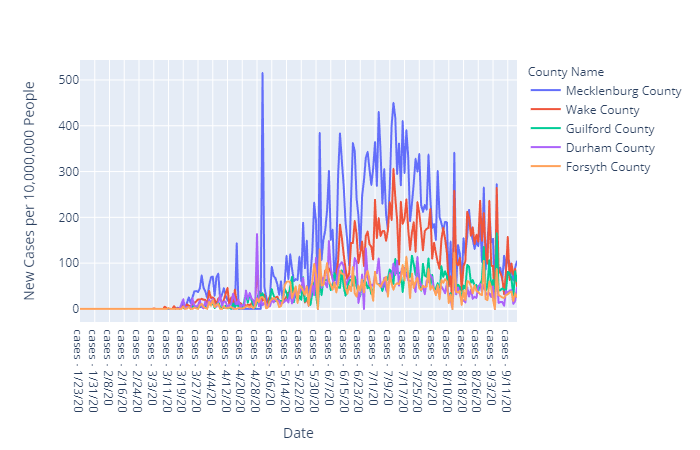 County Name
Mecklenburg County
Wake County
Guilford County
Durham County
Forsyth County
New Cases per 10,000,000 People
500
400
300
200
100
0
cases - 1/23/20
cases - 1/31/20
cases - 2/8/20
cases - 2/16/20
cases - 2/24/20
cases - 3/3/20
cases - 3/11/20
cases - 3/19/20
cases - 3/27/20
cases - 4/4/20
cases - 4/12/20
cases - 4/20/20
cases - 4/28/20
cases - 5/6/20
cases - 5/14/20
cases - 5/22/20
cases - 5/30/20
cases - 6/7/20
cases - 6/15/20
cases - 6/23/20
cases - 7/1/20
cases - 7/9/20
cases - 7/17/20
cases - 7/25/20
cases - 8/2/20
cases - 8/10/20
cases - 8/18/20
cases - 8/26/20
cases - 9/3/20
cases - 9/11/20
Date